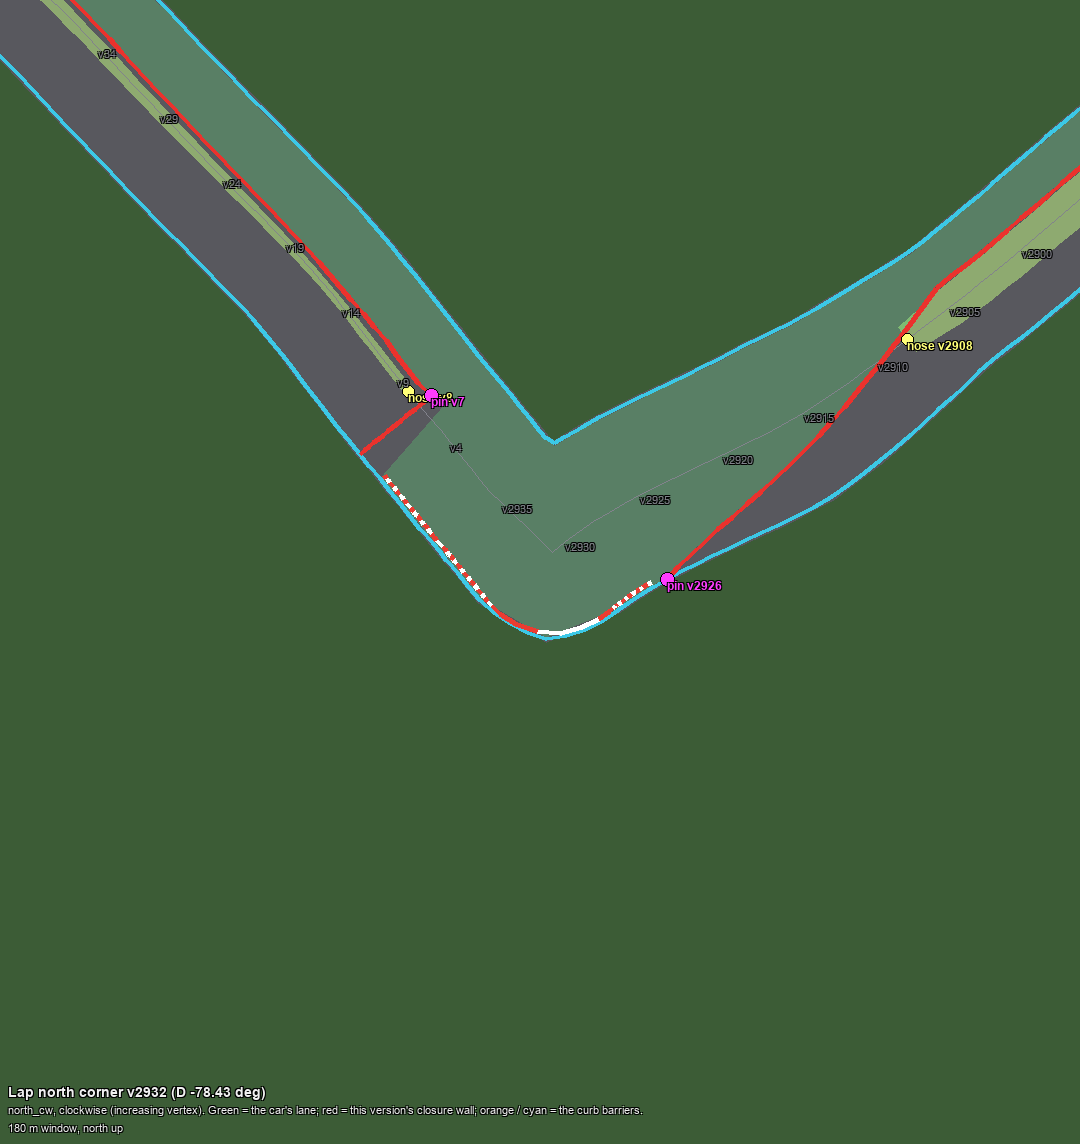 v34
v29
v24
v19
v14
v9
pin v7
v4
v2935
v2930
v2925
v2920
v2915
v2910
nose v2908
v2905
v2900
pin v2926
Lap north corner v2932 (D -78.43 deg)
north_cw, clockwise (increasing vertex). Green = the car's lane; red = this version's closure wall; orange / cyan = the curb barriers.
180 m window, north up